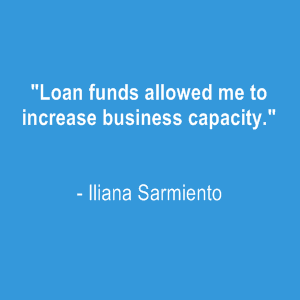 "Loan funds allowed me to
increase business capacity."
- Iliana Sarmiento